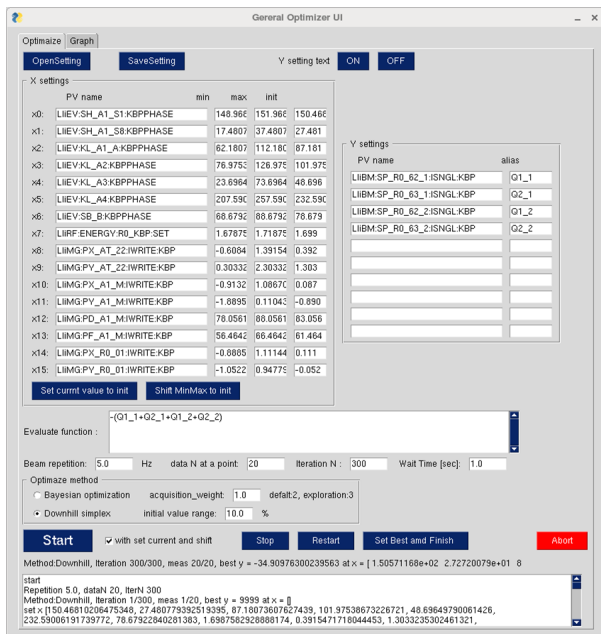 Gereral Optimizer UI
Optimaize Graph
OpenSetting SaveSetting Y setting text ON OFF
X settings
PV name min max init
x0: LIiEV:SH_A1_S1:KBPPHASE 148.968 151.968 150.468
x1: LIiEV:SH_A1_S8:KBPPHASE 17.4807 37.4807 27.481
x2: LIiEV:KL_A1_A:KBPPHASE 62.1807 112.180 87.181
x3: LIiEV:KL_A2:KBPPHASE 76.9753 126.975 101.975
x4: LIiEV:KL_A3:KBPPHASE 23.6964 73.6964 48.696
x5: LIiEV:KL_A4:KBPPHASE 207.590 257.590 232.590
x6: LIiEV:SB_B:KBPPHASE 68.6792 88.6792 78.679
x7: LIiRF:ENERGY:R0_KBP:SET 1.67875 1.71875 1.699
x8: LIiMG:PX_AT_22:IWRITE:KBP -0.6084 1.39154 0.392
x9: LIiMG:PY_AT_22:IWRITE:KBP 0.30332 2.30332 1.303
x10: LIiMG:PX_A1_M:IWRITE:KBP -0.9132 1.08670 0.087
x11: LIiMG:PY_A1_M:IWRITE:KBP -1.8895 0.11043 -0.890
x12: LIiMG:PD_A1_M:IWRITE:KBP 78.0561 88.0561 83.056
x13: LIiMG:PF_A1_M:IWRITE:KBP 56.4642 66.4642 61.464
x14: LIiMG:PX_R0_01:IWRITE:KBP -0.8885 1.11144 0.111
x15: LIiMG:PY_R0_01:IWRITE:KBP -1.0522 0.94779 -0.052
Set currnt value to init Shift MinMax to init
Y settings
PV name alias
LIiBM:SP_R0_62_1:ISNGL:KBP Q1_1
LIiBM:SP_R0_63_1:ISNGL:KBP Q2_1
LIiBM:SP_R0_62_2:ISNGL:KBP Q1_2
LIiBM:SP_R0_63_2:ISNGL:KBP Q2_2
Evaluate function : -(Q1_1+Q2_1+Q1_2+Q2_2)
Beam repetition: 5.0 Hz data N at a point: 20 Iteration N : 300 Wait Time [sec]: 1.0
Optimaze method
Bayesian optimization acquisition_weight: 1.0 defalt:2, exploration:3
Downhill simplex initial value range: 10.0 %
Start with set current and shift Stop Restart Set Best amd Finish Abort
Method:Downhill, Iteration 300/300, meas 20/20, best y = -34.90976300239563 at x = [ 1.50571168e+02 2.72720079e+01 8
start
Repetition 5.0, dataN 20, IterN 300
Method:Downhill, Iteration 1/300, meas 1/20, best y = 9999 at x = []
set x [150.46810206475348, 27.480779392519395, 87.18073607627439, 101.97538673226721, 48.69649790061426,
232.59006191739772, 78.67922840281383, 1.6987582928888174, 0.3915471718044453, 1.3033235302461321,